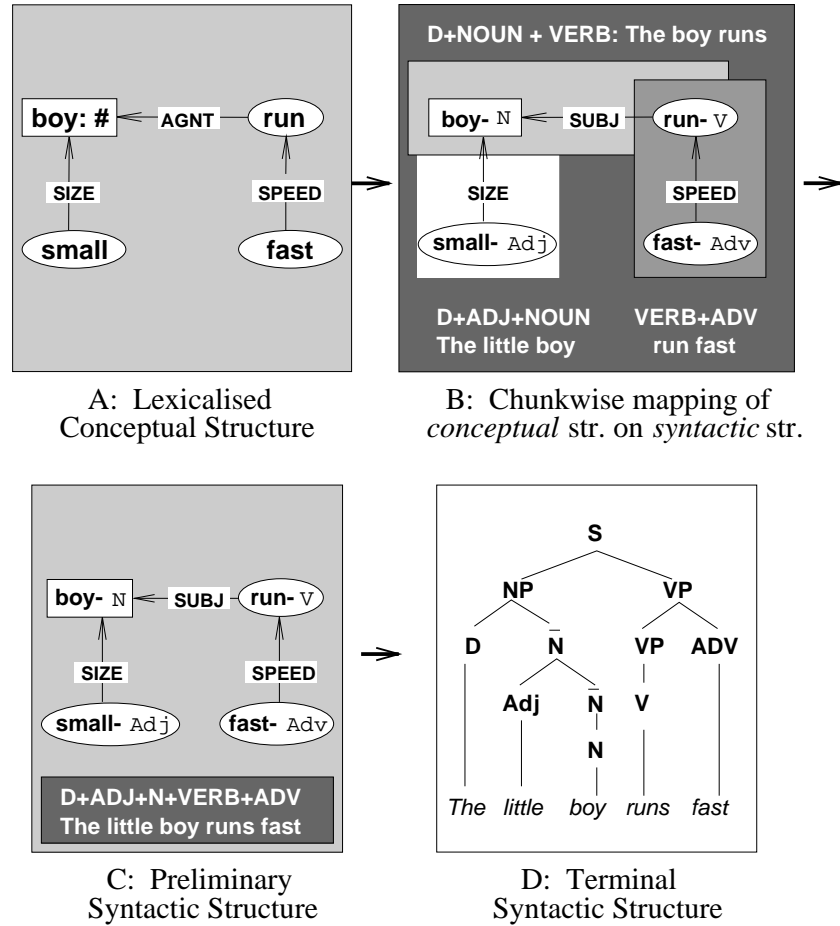 boy: #
AGNT
run
SIZE
SPEED
small
fast
A: Lexicalised
Conceptual Structure
D+NOUN + VERB: The boy runs
boy- N
SUBJ
run- V
SIZE
SPEED
small- Adj
fast- Adv
D+ADJ+NOUN
The little boy
VERB+ADV
run fast
B: Chunkwise mapping of
conceptual str. on syntactic str.
boy- N
SUBJ
run- V
SIZE
SPEED
small- Adj
fast- Adv
D+ADJ+N+VERB+ADV
The little boy runs fast
C: Preliminary
Syntactic Structure
S
NP VP
D N̅ VP ADV
Adj N̅ V
N
The little boy runs fast
D: Terminal
Syntactic Structure